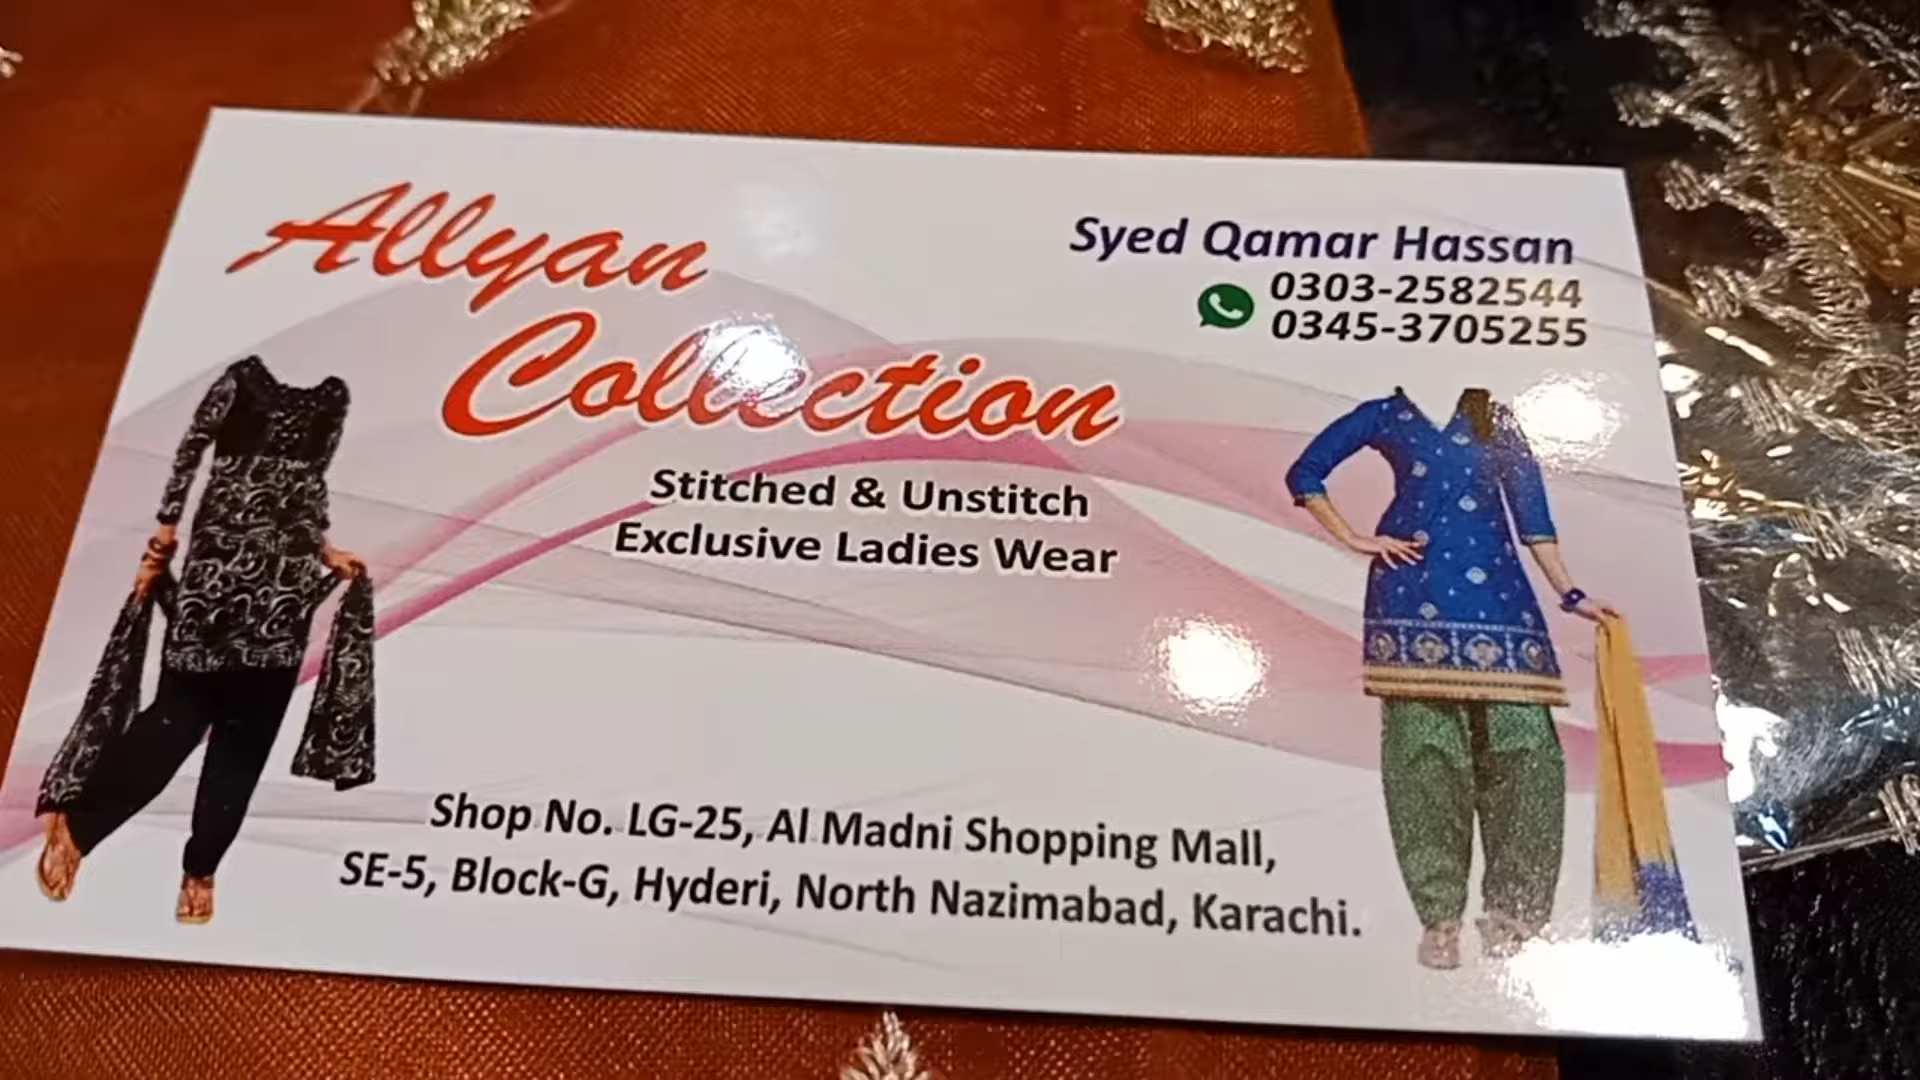 Allyan
Collection
Syed Qamar Hassan
0303-2582544
0345-3705255
Stitched & Unstitch
Exclusive Ladies Wear
Shop No. LG-25, Al Madni Shopping Mall,
SE-5, Block-G, Hyderi, North Nazimabad, Karachi.